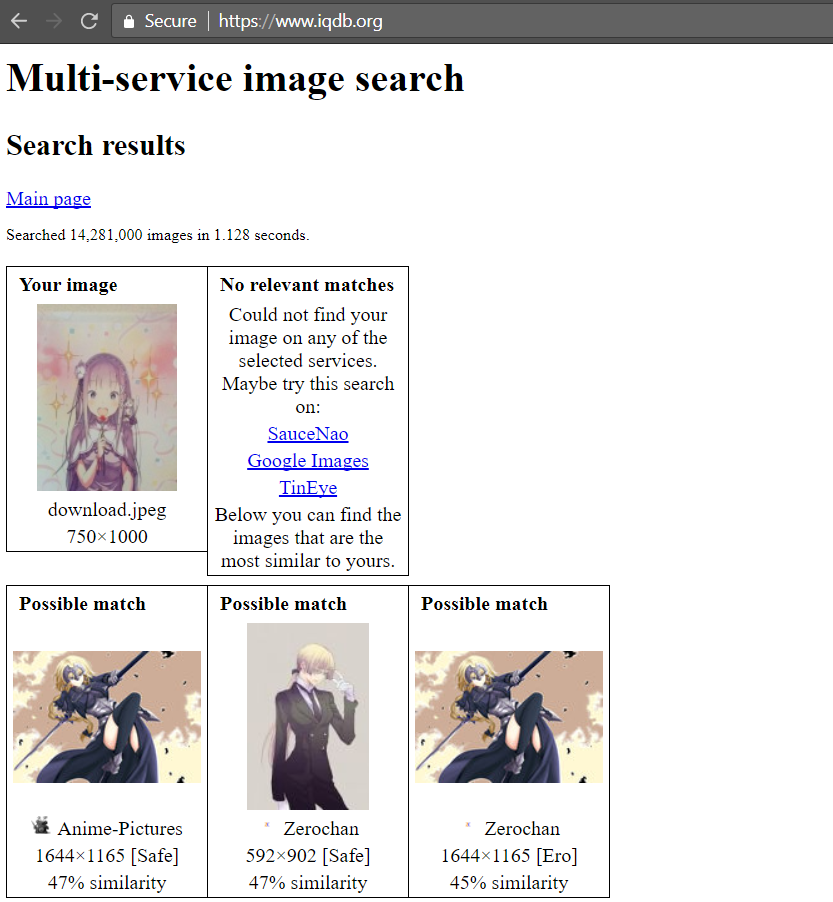 Secure | https://www.iqdb.org
Multi-service image search
Search results
Main page
Searched 14,281,000 images in 1.128 seconds.
Your image
download.jpeg
750×1000
No relevant matches
Could not find your
image on any of the
selected services.
Maybe try this search
on:
SauceNao
Google Images
TinEye
Below you can find the
images that are the
most similar to yours.
Possible match
Anime-Pictures
1644×1165 [Safe]
47% similarity
Possible match
Zerochan
592×902 [Safe]
47% similarity
Possible match
Zerochan
1644×1165 [Ero]
45% similarity